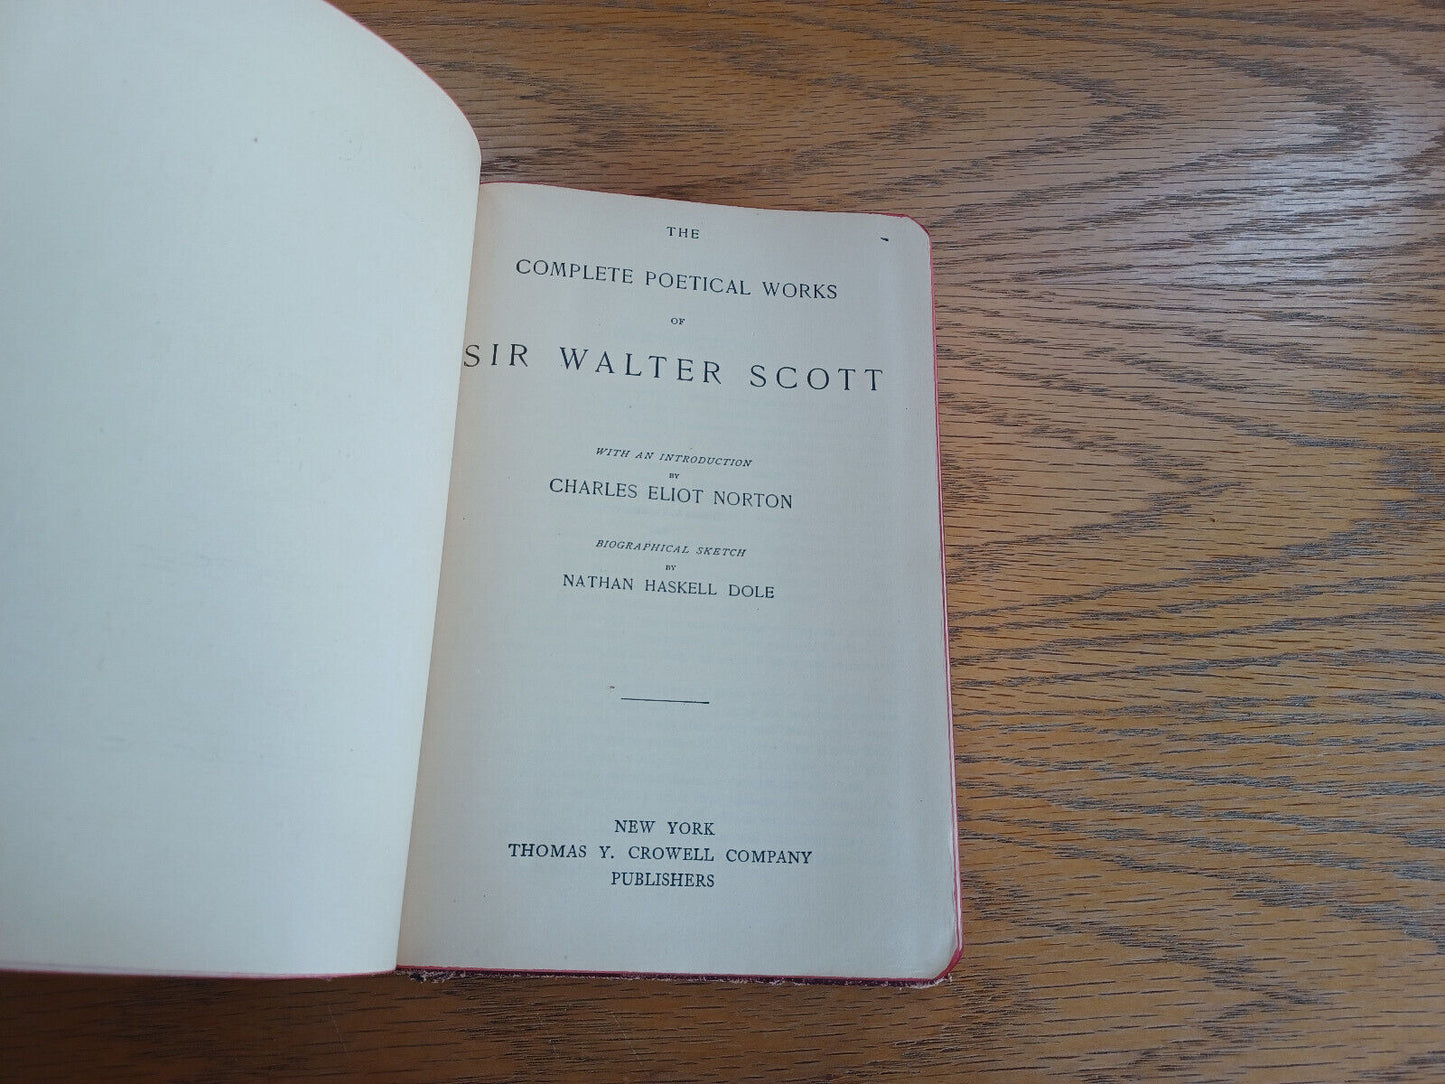 THE
COMPLETE POETICAL WORKS
OF
SIR WALTER SCOTT
WITH AN INTRODUCTION
BY
CHARLES ELIOT NORTON
BIOGRAPHICAL SKETCH
BY
NATHAN HASKELL DOLE
NEW YORK
THOMAS Y. CROWELL COMPANY
PUBLISHERS